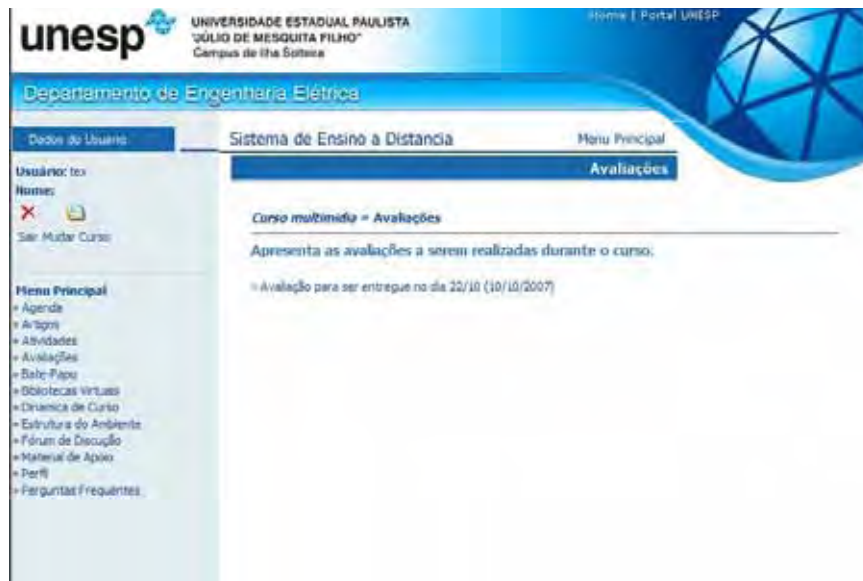 unesp
UNIVERSIDADE ESTADUAL PAULISTA
"JÚLIO DE MESQUITA FILHO"
Campus de Ilha Solteira
Home | Portal UNESP
Departamento de Engenharia Elétrica
Dados do Usuário
Sistema de Ensino a Distancia
Menu Principal
Avaliações
Usuário: tex
Nome:
Sair Mudar Curso
Curso multimidia » Avaliações
Apresenta as avaliações a serem realizadas durante o curso.
» Avaliação para ser entregue no dia 22/10 (10/10/2007)
Menu Principal
» Agenda
» Artigos
» Atividades
» Avaliações
» Bate-Papo
» Bibliotecas Virtuais
» Dinamica de Curso
» Estrutura do Ambiente
» Fórum de Discução
» Material de Apoio
» Perfil
» Perguntas Frequentes